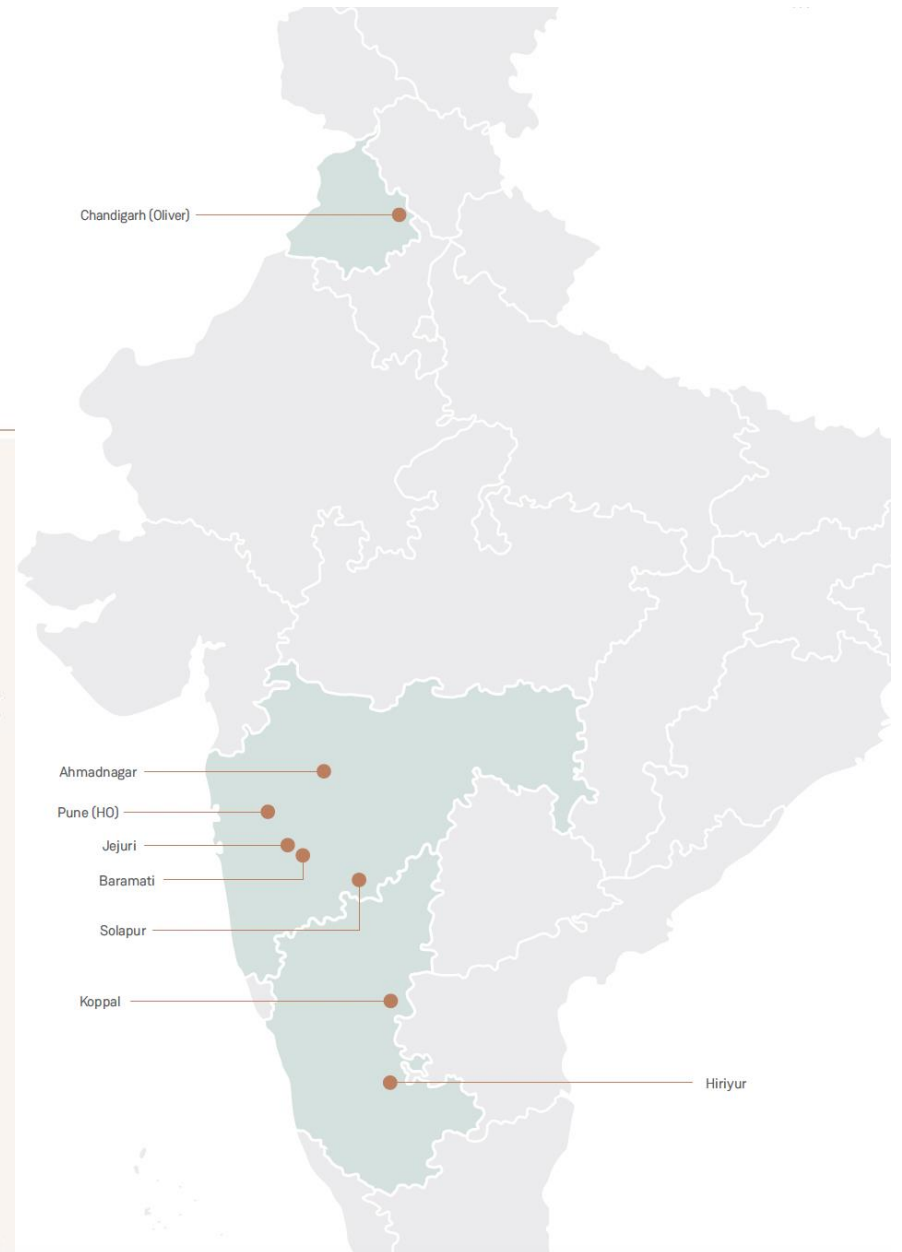 Chandigarh (Oliver)
Ahmadnagar
Pune (HO)
Jejuri
Baramati
Solapur
Koppal
Hiriyur